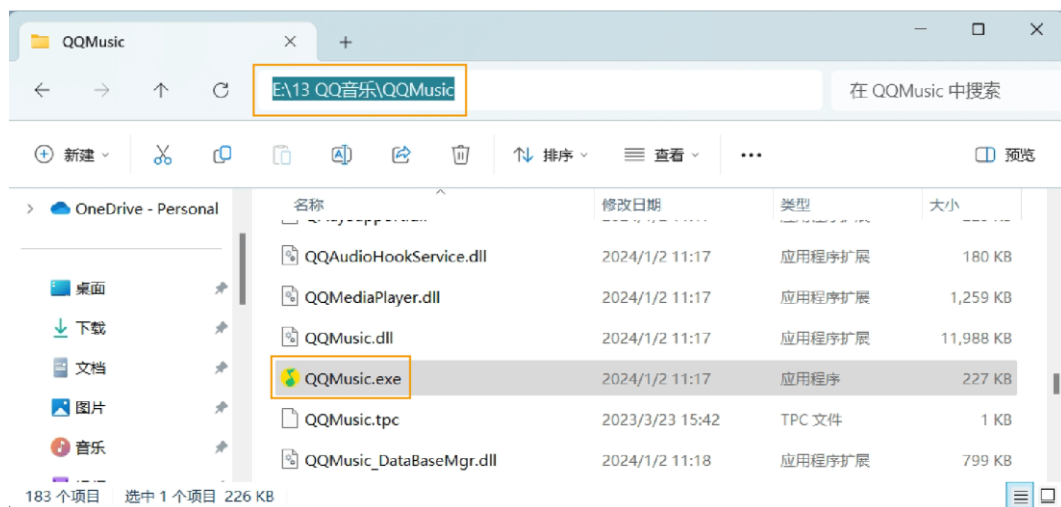 QQMusic
E:\13 QQ音乐\QQMusic
在 QQMusic 中搜索
新建
排序
查看
预览
OneDrive - Personal
名称 修改日期 类型 大小
QQAudioHookService.dll 2024/1/2 11:17 应用程序扩展 180 KB
桌面
QQMediaPlayer.dll 2024/1/2 11:17 应用程序扩展 1,259 KB
下载
QQMusic.dll 2024/1/2 11:17 应用程序扩展 11,988 KB
文档
QQMusic.exe 2024/1/2 11:17 应用程序 227 KB
图片
QQMusic.tpc 2023/3/23 15:42 TPC 文件 1 KB
音乐
QQMusic_DataBaseMgr.dll 2024/1/2 11:18 应用程序扩展 799 KB
183 个项目 选中 1 个项目 226 KB